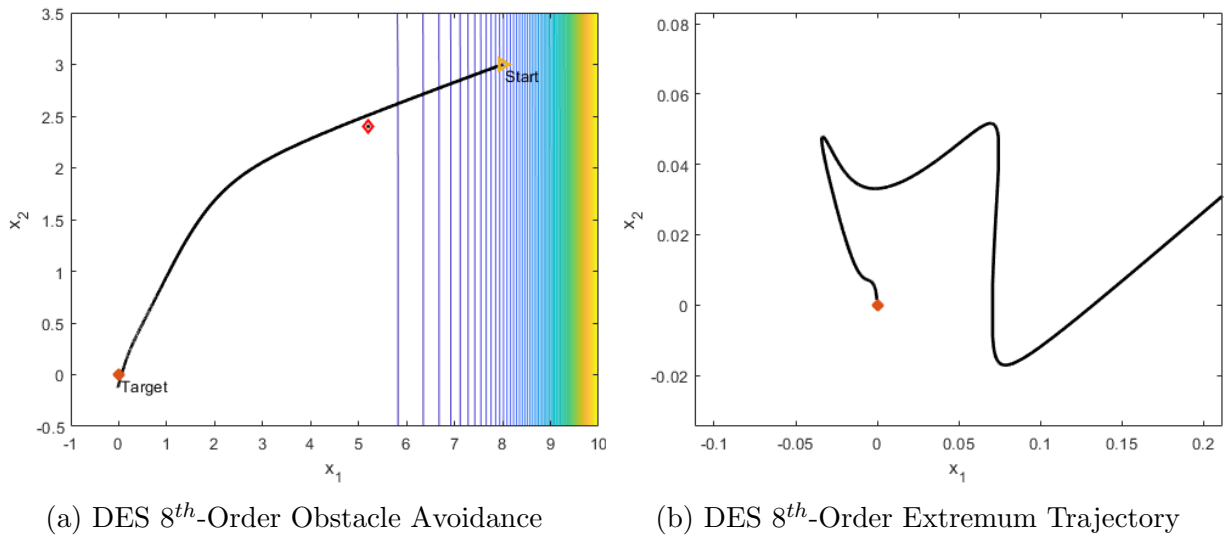 3.5
3
2.5
2
1.5
1
0.5
0
-0.5
x2
Start
Target
-1 0 1 2 3 4 5 6 7 8 9 10
x1
0.08
0.06
0.04
0.02
0
-0.02
x2
-0.1 -0.05 0 0.05 0.1 0.15 0.2
x1
(a) DES 8th-Order Obstacle Avoidance
(b) DES 8th-Order Extremum Trajectory